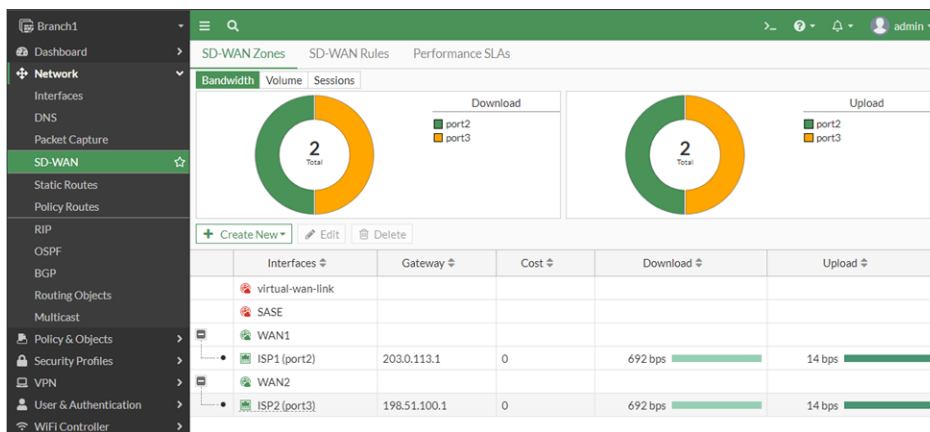 Branch1
>_
admin
Dashboard
Network
Interfaces
DNS
Packet Capture
SD-WAN
Static Routes
Policy Routes
RIP
OSPF
BGP
Routing Objects
Multicast
Policy & Objects
Security Profiles
VPN
User & Authentication
WiFi Controller
SD-WAN Zones SD-WAN Rules Performance SLAs
Bandwidth Volume Sessions
2
Total
Download
port2
port3
2
Total
Upload
port2
port3
+ Create New Edit Delete
Interfaces Gateway Cost Download Upload
virtual-wan-link
SASE
WAN1
ISP1 (port2) 203.0.113.1 0 692 bps 14 bps
WAN2
ISP2 (port3) 198.51.100.1 0 692 bps 14 bps